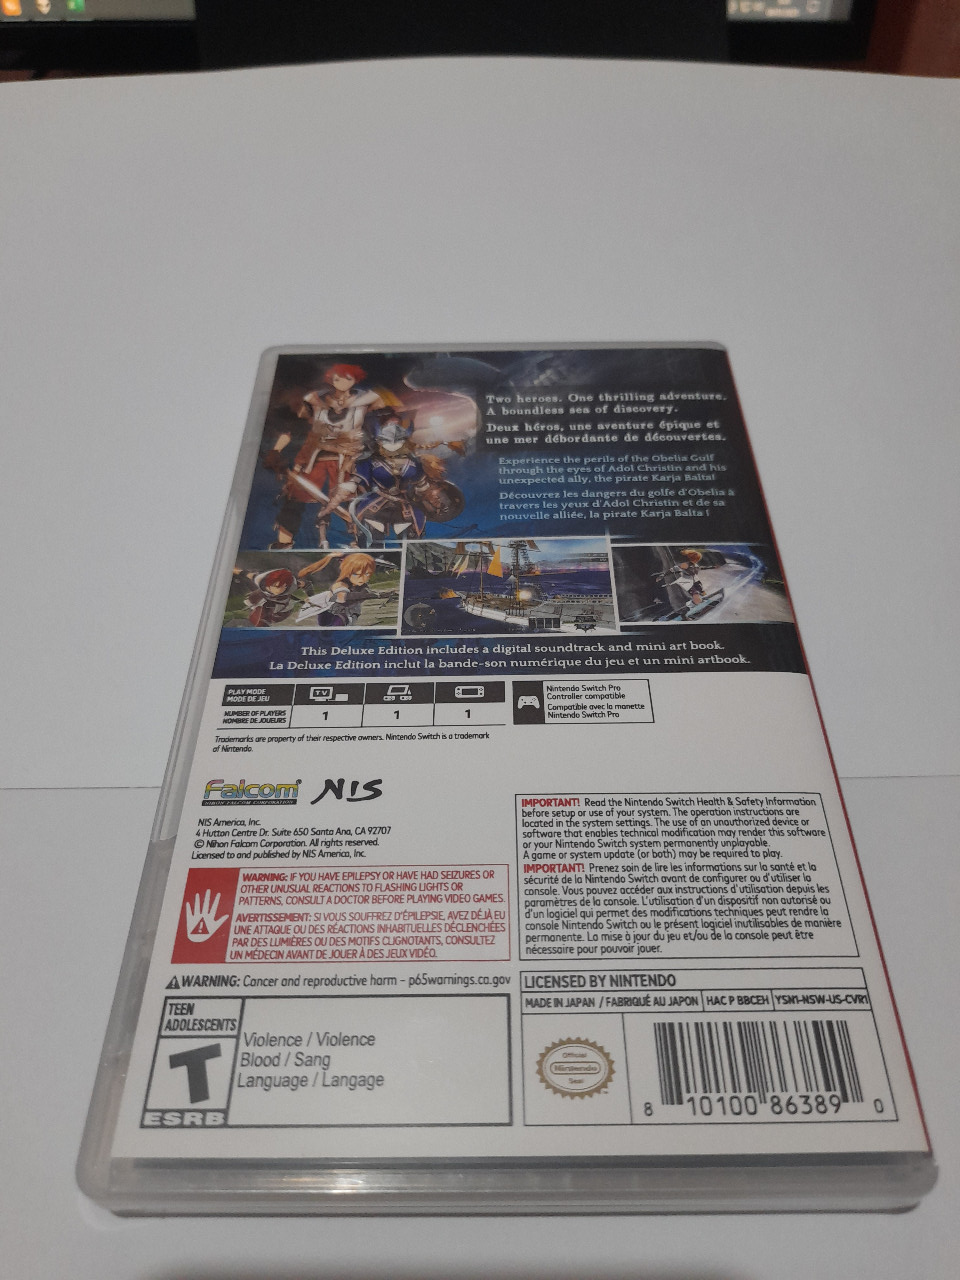 Two heroes. One thrilling adventure.
A boundless sea of discovery.
Deux héros, une aventure épique et
une mer débordante de découvertes.
Experience the perils of the Obelia Gulf
through the eyes of Adol Christin and his
unexpected ally, the pirate Karja Balta!
Découvrez les dangers du golfe d'Obelia à
travers les yeux d'Adol Christin et de sa
nouvelle alliée, la pirate Karja Balta !
This Deluxe Edition includes a digital soundtrack and mini art book.
La Deluxe Edition inclut la bande-son numérique du jeu et un mini artbook.
PLAY MODE
MODE DE JEU
TV
NUMBER OF PLAYERS
NOMBRE DE JOUEURS
1 1 1
Nintendo Switch Pro
Controller compatible
Compatible avec la manette
Nintendo Switch Pro
Trademarks are property of their respective owners. Nintendo Switch is a trademark
of Nintendo.
Falcom NIS
NIHON FALCOM CORPORATION
NIS America, Inc.
4 Hutton Centre Dr. Suite 650 Santa Ana, CA 92707
© Nihon Falcom Corporation. All rights reserved.
Licensed to and published by NIS America, Inc.
WARNING: IF YOU HAVE EPILEPSY OR HAVE HAD SEIZURES OR
OTHER UNUSUAL REACTIONS TO FLASHING LIGHTS OR
PATTERNS, CONSULT A DOCTOR BEFORE PLAYING VIDEO GAMES.
AVERTISSEMENT: SI VOUS SOUFFREZ D'ÉPILEPSIE, AVEZ DÉJÀ EU
UNE ATTAQUE OU DES RÉACTIONS INHABITUELLES DÉCLENCHÉES
PAR DES LUMIÈRES OU DES MOTIFS CLIGNOTANTS, CONSULTEZ
UN MÉDECIN AVANT DE JOUER À DES JEUX VIDÉO.
IMPORTANT! Read the Nintendo Switch Health & Safety Information
before setup or use of your system. The operation instructions are
located in the system settings. The use of an unauthorized device or
software that enables technical modification may render this software
or your Nintendo Switch system permanently unplayable.
A game or system update (or both) may be required to play.
IMPORTANT! Prenez soin de lire les informations sur la santé et la
sécurité de la Nintendo Switch avant de configurer ou d'utiliser la
console. Vous pouvez accéder aux instructions d'utilisation depuis les
paramètres de la console. L'utilisation d'un dispositif non autorisé ou
d'un logiciel qui permet des modifications techniques peut rendre la
console Nintendo Switch ou le présent logiciel inutilisables de manière
permanente. La mise à jour du jeu et/ou de la console peut être
nécessaire pour pouvoir jouer.
WARNING: Cancer and reproductive harm - p65warnings.ca.gov
LICENSED BY NINTENDO
MADE IN JAPAN / FABRIQUÉ AU JAPON HAC P BBCEH YSN1-NSW-US-CVR1
TEEN
ADOLESCENTS
T
ESRB
Violence / Violence
Blood / Sang
Language / Langage
Official
Nintendo
Seal
8 10100 86389 0